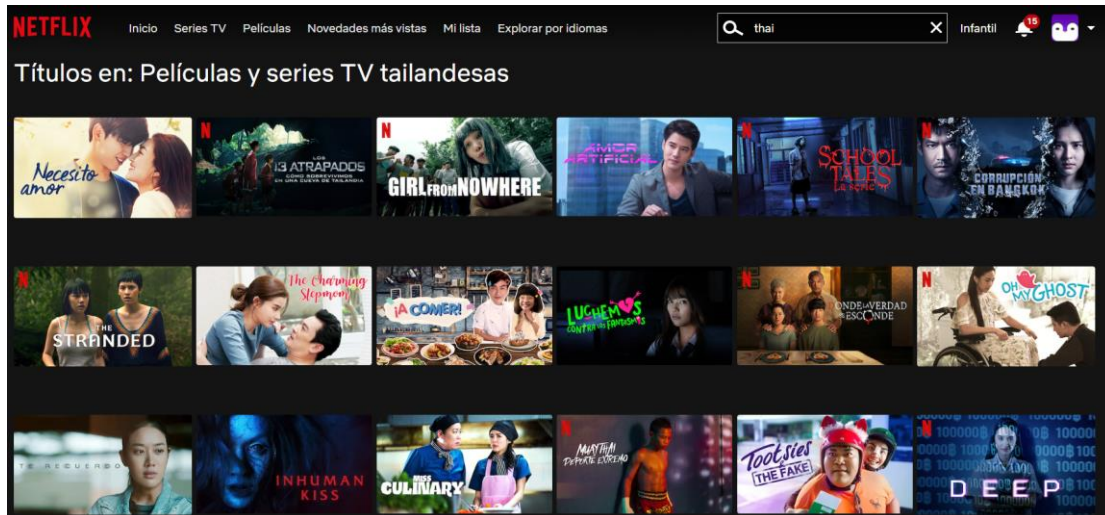 NETFLIX Inicio Series TV Películas Novedades más vistas Mi lista Explorar por idiomas thai Infantil 15
Títulos en: Películas y series TV tailandesas
Necesito
amor
N
LOS
13 ATRAPADOS
CÓMO SOBREVIVIMOS
EN UNA CUEVA DE TAILANDIA
N
GIRL FROM NOWHERE
AMOR
ARTIFICIAL
N
SCHOOL
TALES
La serie
N
CORRUPCIÓN
EN BANGKOK
N
THE
STRANDED
The Charming
Stepmom
¡A COMER!
LUCHEMOS
CONTRA LOS FANTASMAS
N
DONDE LA VERDAD
SE ESCONDE
N
OH MY GHOST
TE RECUERDO
INHUMAN
KISS
MISS
CULINARY
N
MUAY THAI
DEPORTE EXTREMO
Tootsies
THE FAKE
N
DEEP